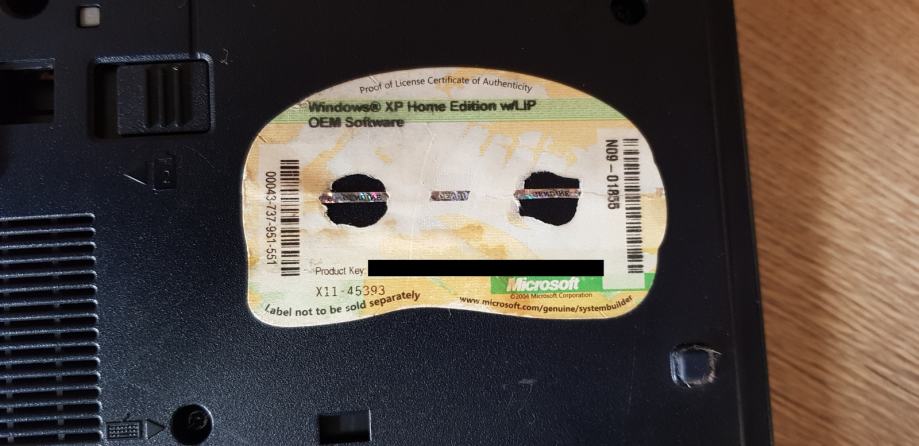 Proof of License Certificate of Authenticity
Windows® XP Home Edition w/LIP
OEM Software
00043-737-951-551
GENUINE
N09 - 01855
Product Key:
X11-45393
Microsoft
©2004 Microsoft Corporation
Label not to be sold separately
www.microsoft.com/genuine/systembuilder